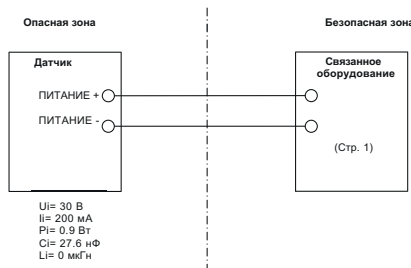 Опасная зона
Безопасная зона
Датчик
Связанное
оборудование
ПИТАНИЕ +
ПИТАНИЕ -
(Стр. 1)
Ui= 30 В
Ii= 200 мА
Pi= 0.9 Вт
Ci= 27.6 нФ
Li= 0 мкГн